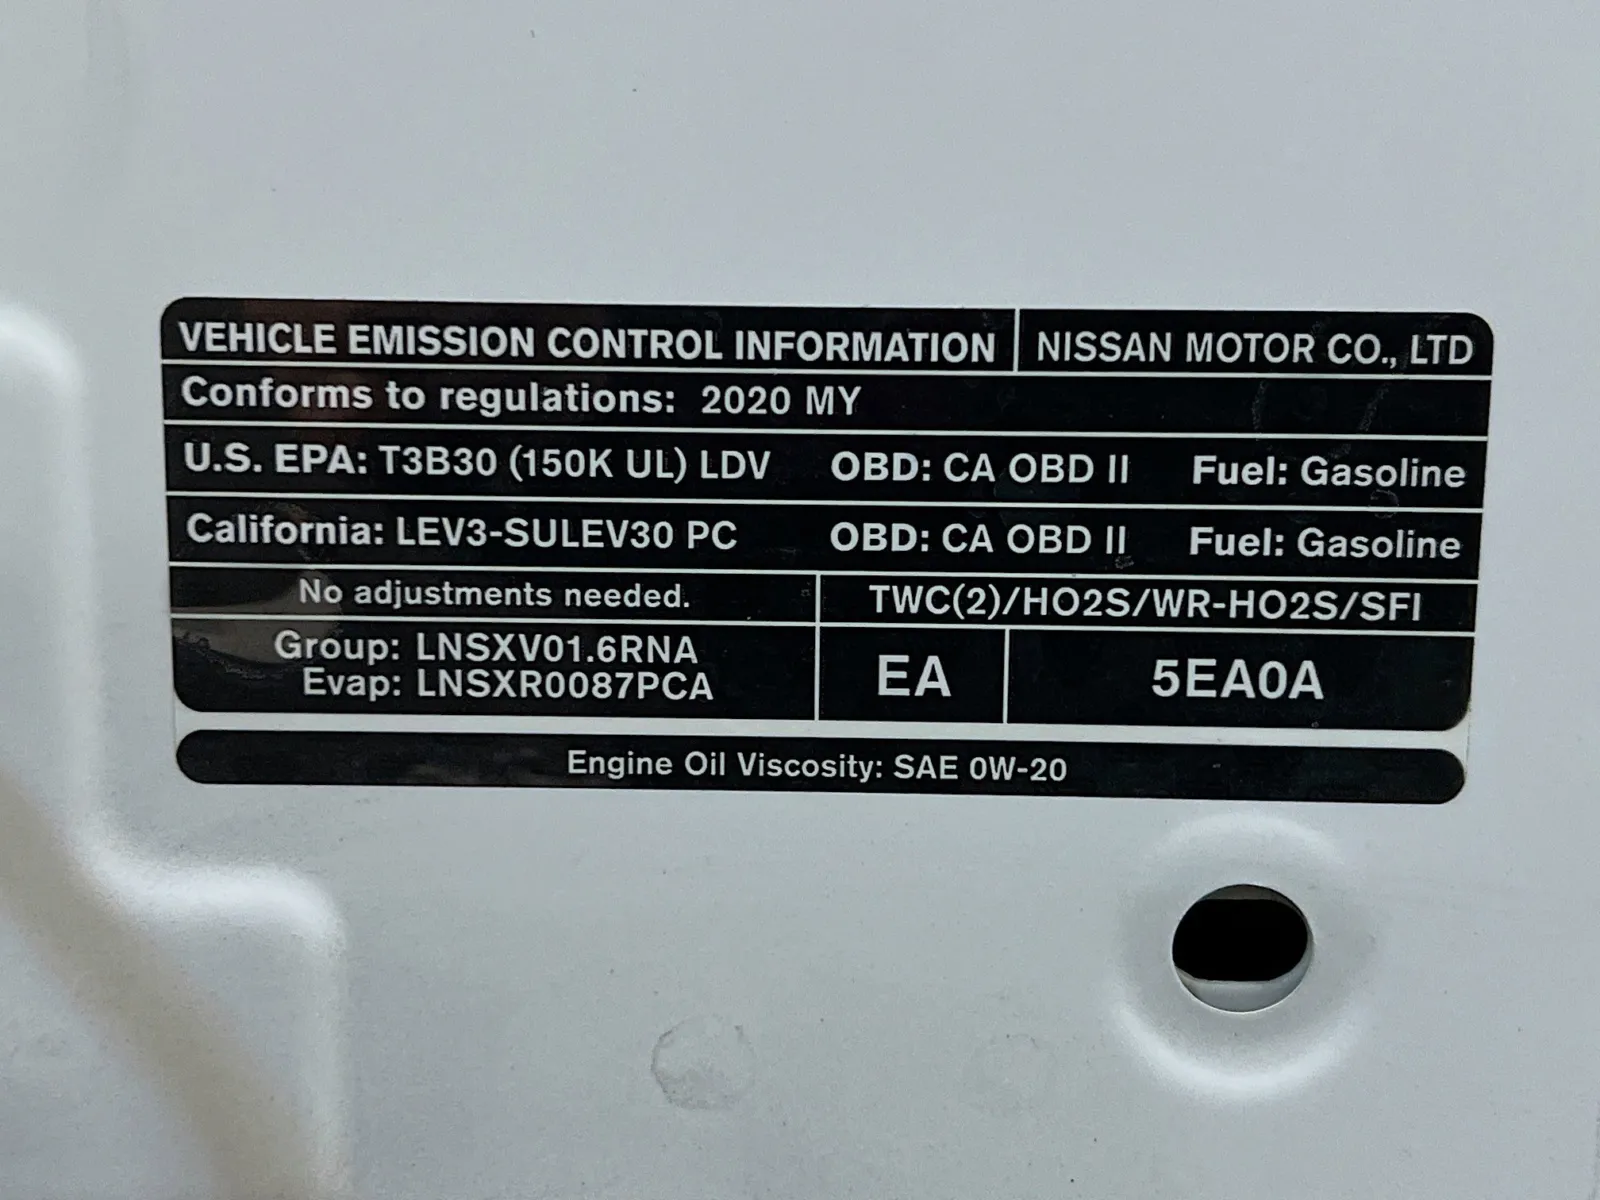 VEHICLE EMISSION CONTROL INFORMATION NISSAN MOTOR CO., LTD
Conforms to regulations: 2020 MY
U.S. EPA: T3B30 (150K UL) LDV OBD: CA OBD II Fuel: Gasoline
California: LEV3-SULEV30 PC OBD: CA OBD II Fuel: Gasoline
No adjustments needed. TWC(2)/HO2S/WR-HO2S/SFI
Group: LNSXV01.6RNA
Evap: LNSXR0087PCA
EA 5EA0A
Engine Oil Viscosity: SAE 0W-20